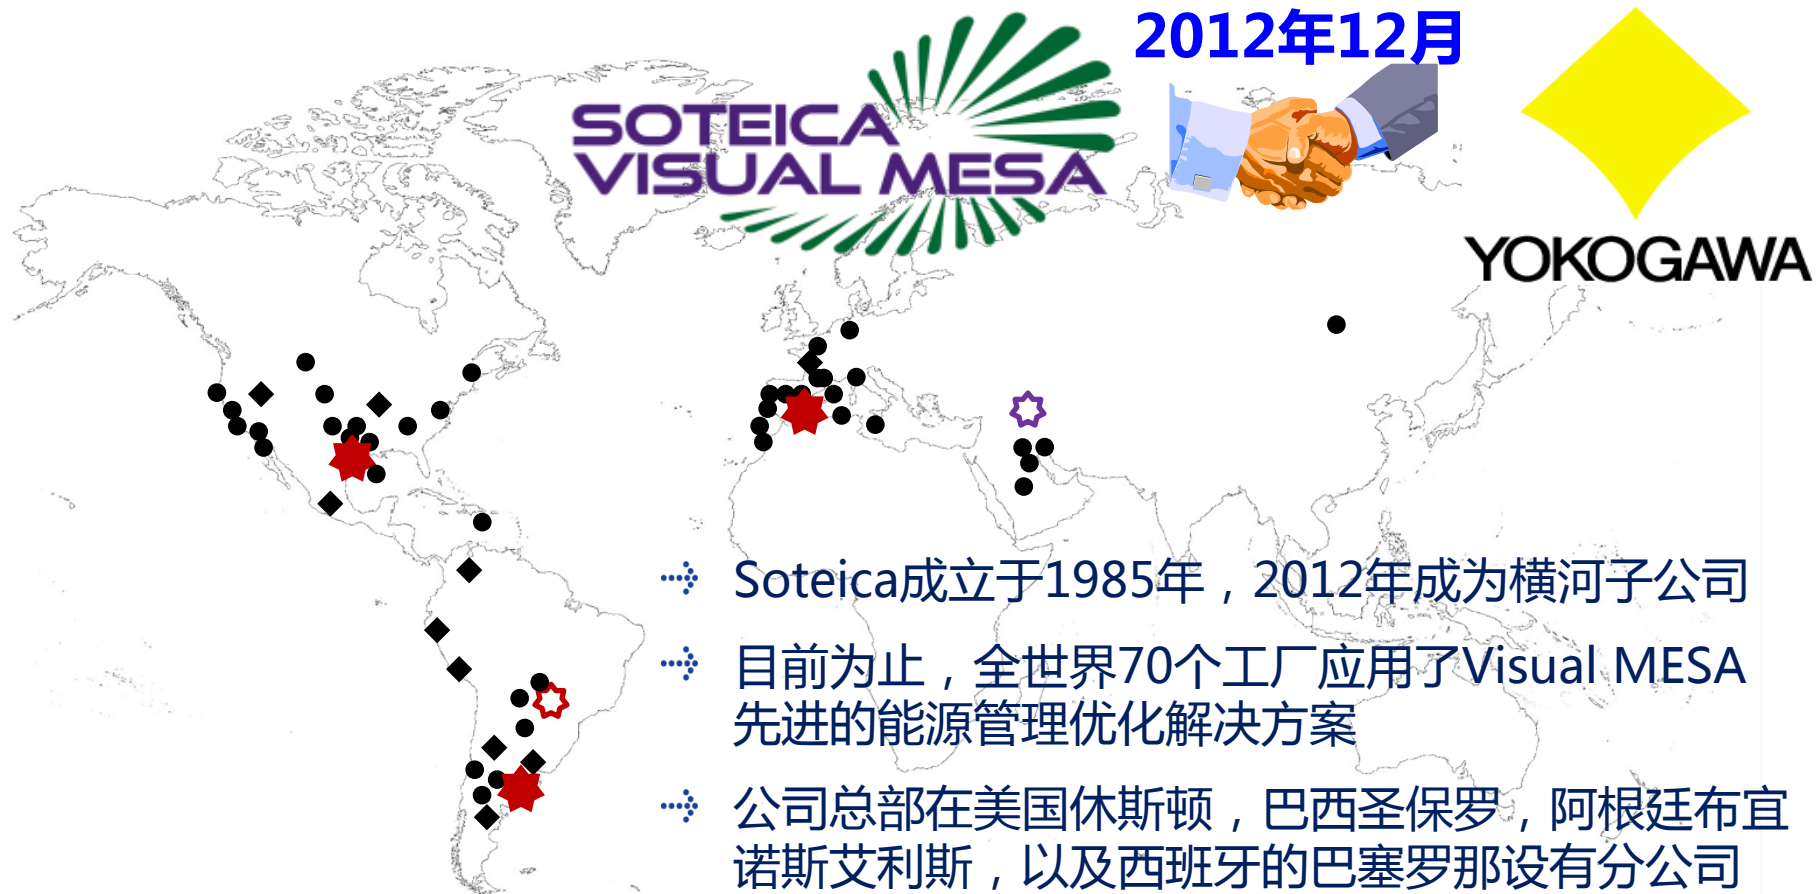 SOTEICA
VISUAL MESA
2012年12月
YOKOGAWA
Soteica成立于1985年，2012年成为横河子公司
目前为止，全世界70个工厂应用了Visual MESA
先进的能源管理优化解决方案
公司总部在美国休斯顿，巴西圣保罗，阿根廷布宜
诺斯艾利斯，以及西班牙的巴塞罗那设有分公司